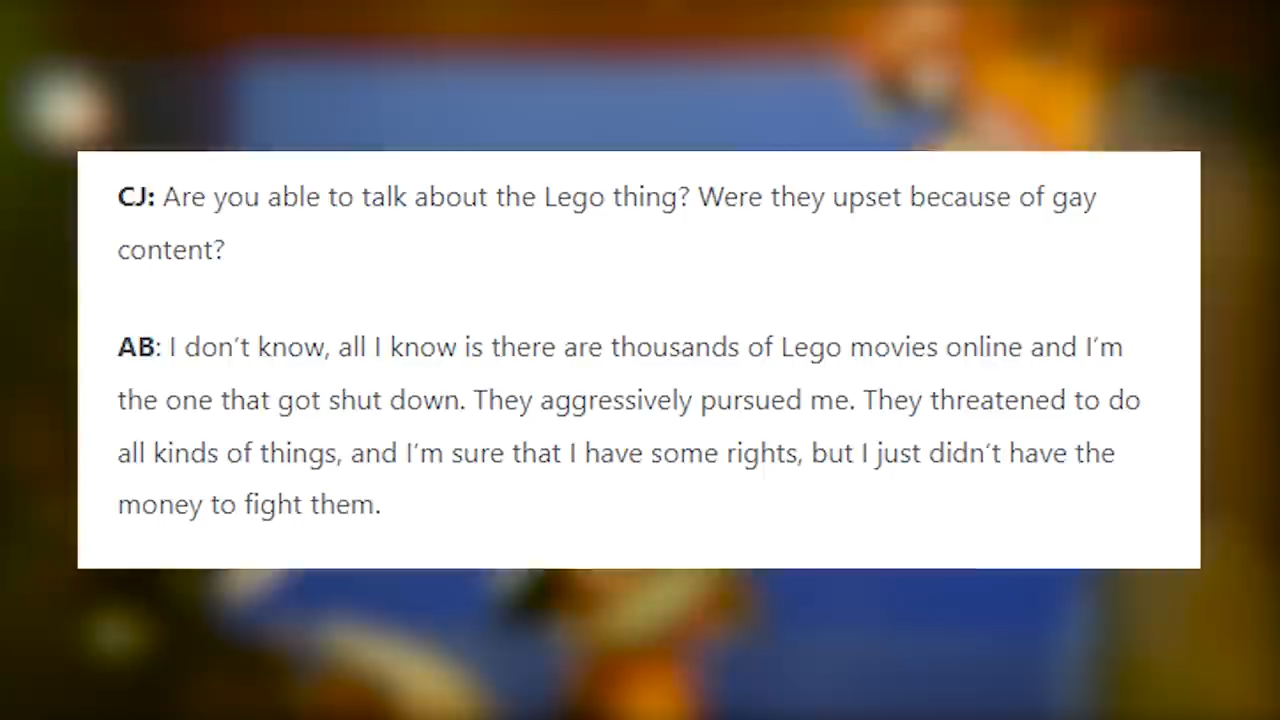 CJ: Are you able to talk about the Lego thing? Were they upset because of gay
content?
AB: I don’t know, all I know is there are thousands of Lego movies online and I’m
the one that got shut down. They aggressively pursued me. They threatened to do
all kinds of things, and I’m sure that I have some rights, but I just didn’t have the
money to fight them.